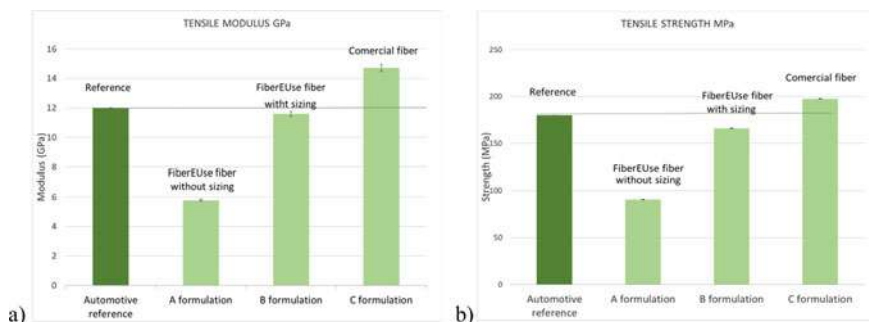 TENSILE MODULUS GPa
16
14
12
10
8
6
4
2
0
Modulus (GPa)
Reference
FiberEUse fiber
without sizing
FiberEUse fiber
witht sizing
Comercial fiber
Automotive
reference
A formulation
B formulation
C formulation
a)
TENSILE STRENGTH MPa
250
200
150
100
50
0
Strength (MPa)
Reference
FiberEUse fiber
without sizing
FiberEUse fiber
with sizing
Comercial fiber
Automotive
reference
A formulation
B formulation
C formulation
b)